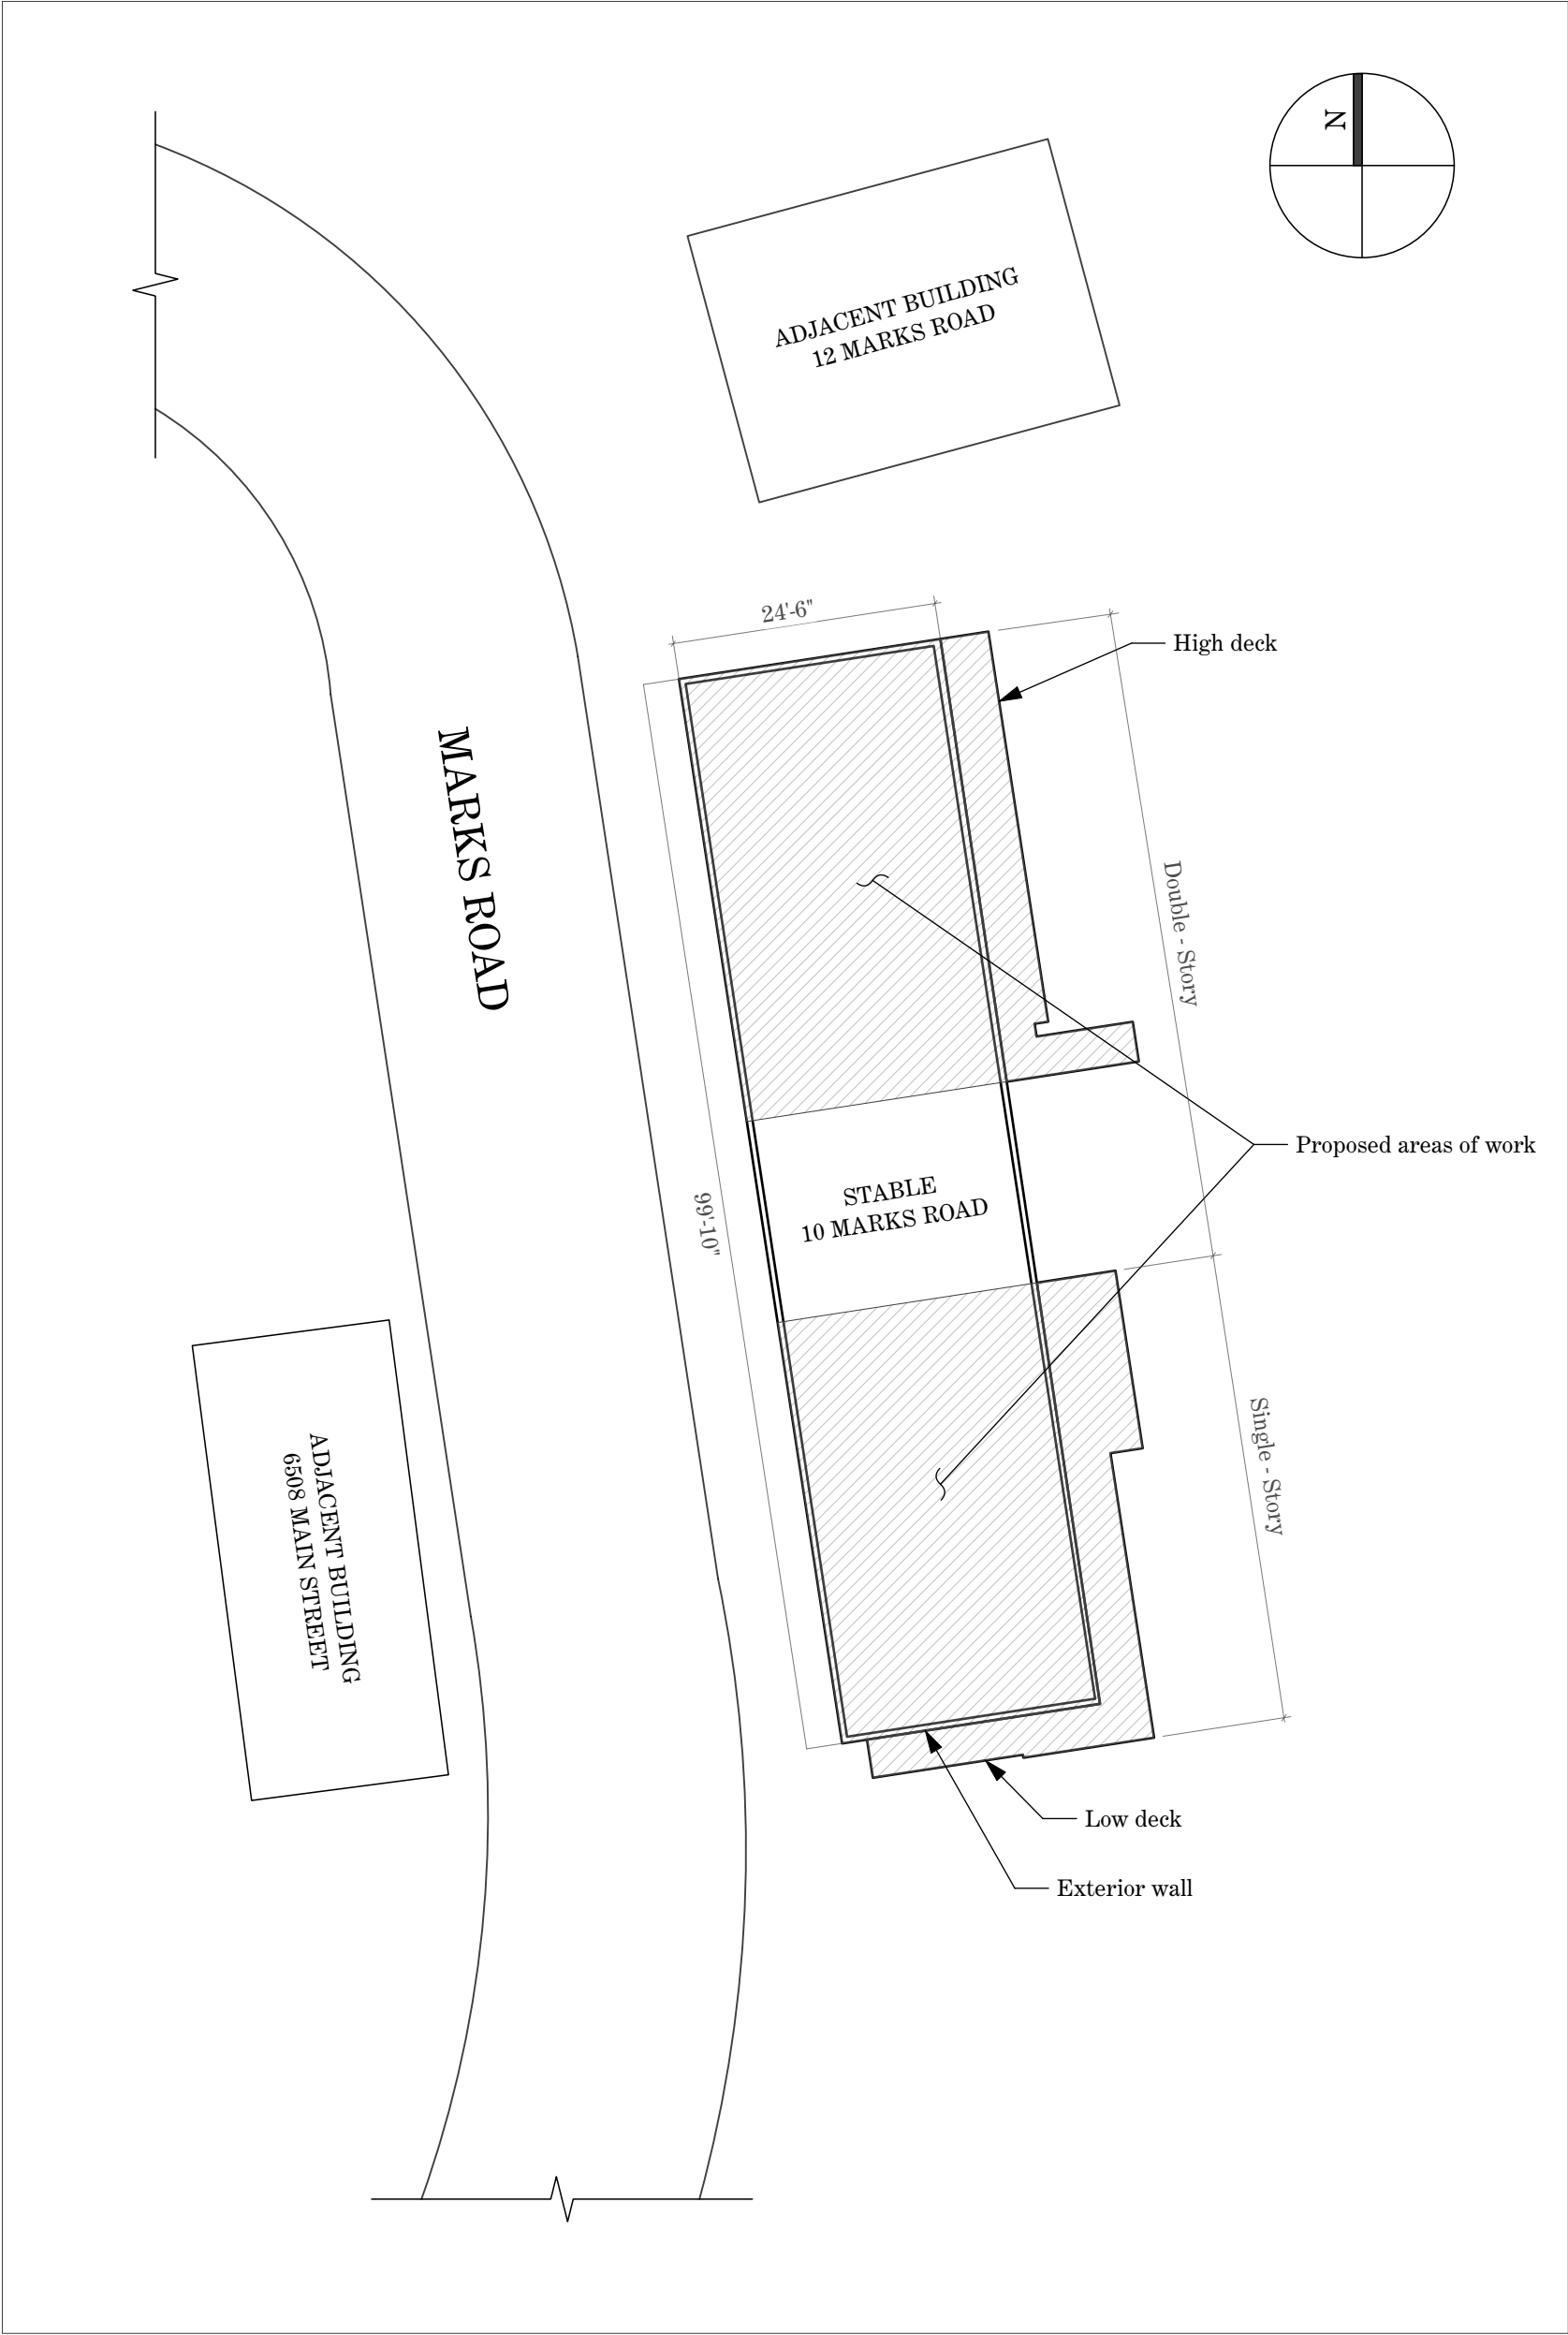 N
ADJACENT BUILDING
12 MARKS ROAD
24'-6"
High deck
MARKS ROAD
Double - Story
Proposed areas of work
STABLE
10 MARKS ROAD
99'-10"
ADJACENT BUILDING
6508 MAIN STREET
Single - Story
Low deck
Exterior wall